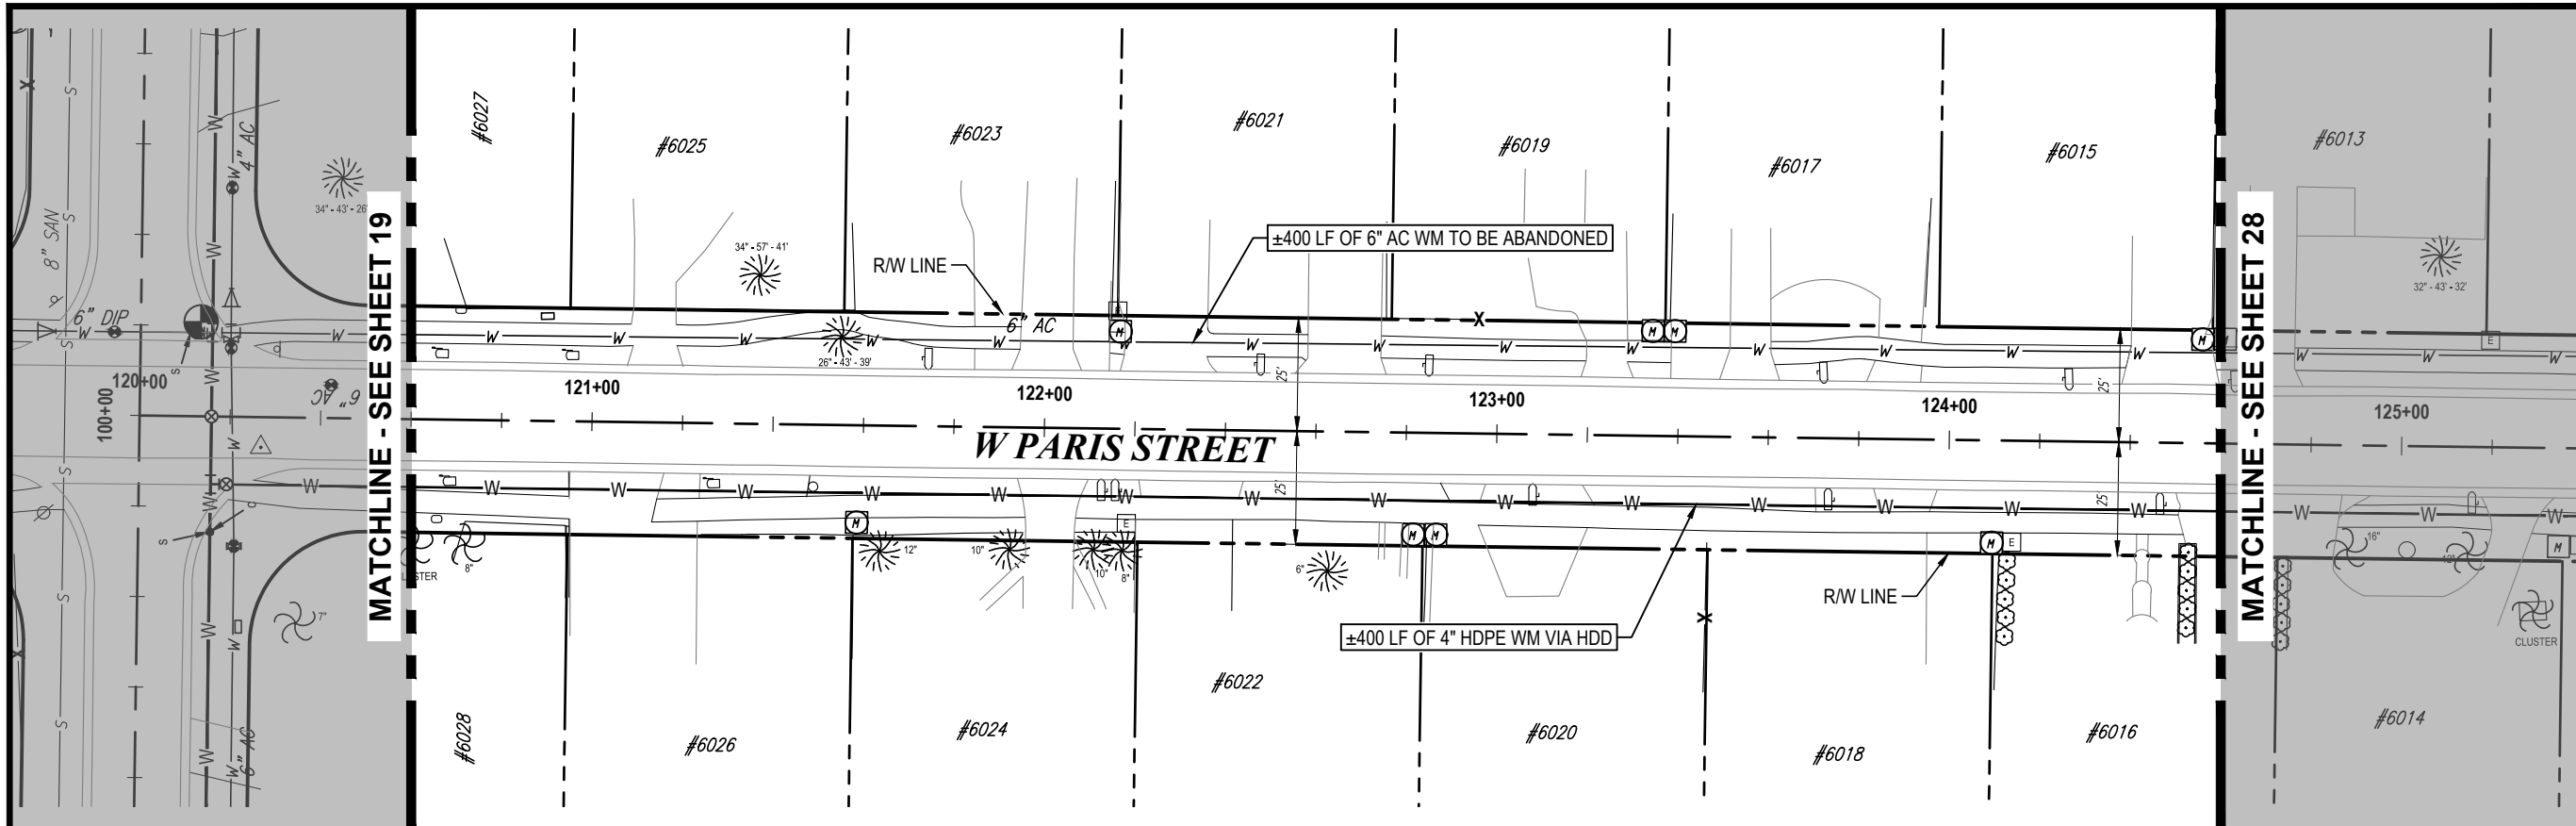 MATCHLINE - SEE SHEET 19
MATCHLINE - SEE SHEET 28
#6027
#6025
#6023
#6021
#6019
#6017
#6015
#6013
4" AC
8" SAN
34" - 43' - 26'
34" - 57' - 41'
26" - 43' - 39'
32" - 43' - 32'
R/W LINE
±400 LF OF 6" AC WM TO BE ABANDONED
6" DIP
6" AC
6" AC
120+00
100+00
121+00
122+00
123+00
124+00
125+00
25'
25'
W PARIS STREET
25'
25'
CLUSTER
8"
7"
12"
10"
10"
8"
6"
16"
12"
CLUSTER
R/W LINE
±400 LF OF 4" HDPE WM VIA HDD
6" AC
#6028
#6026
#6024
#6022
#6020
#6018
#6016
#6014